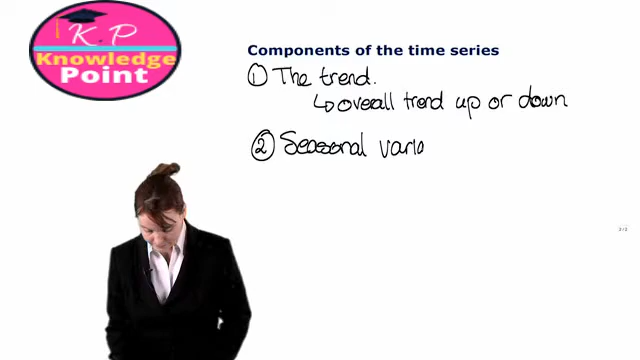 K.P
Knowledge
Point
Components of the time series
① The trend.
↳ overall trend up or down
② Seasonal varia
2/2